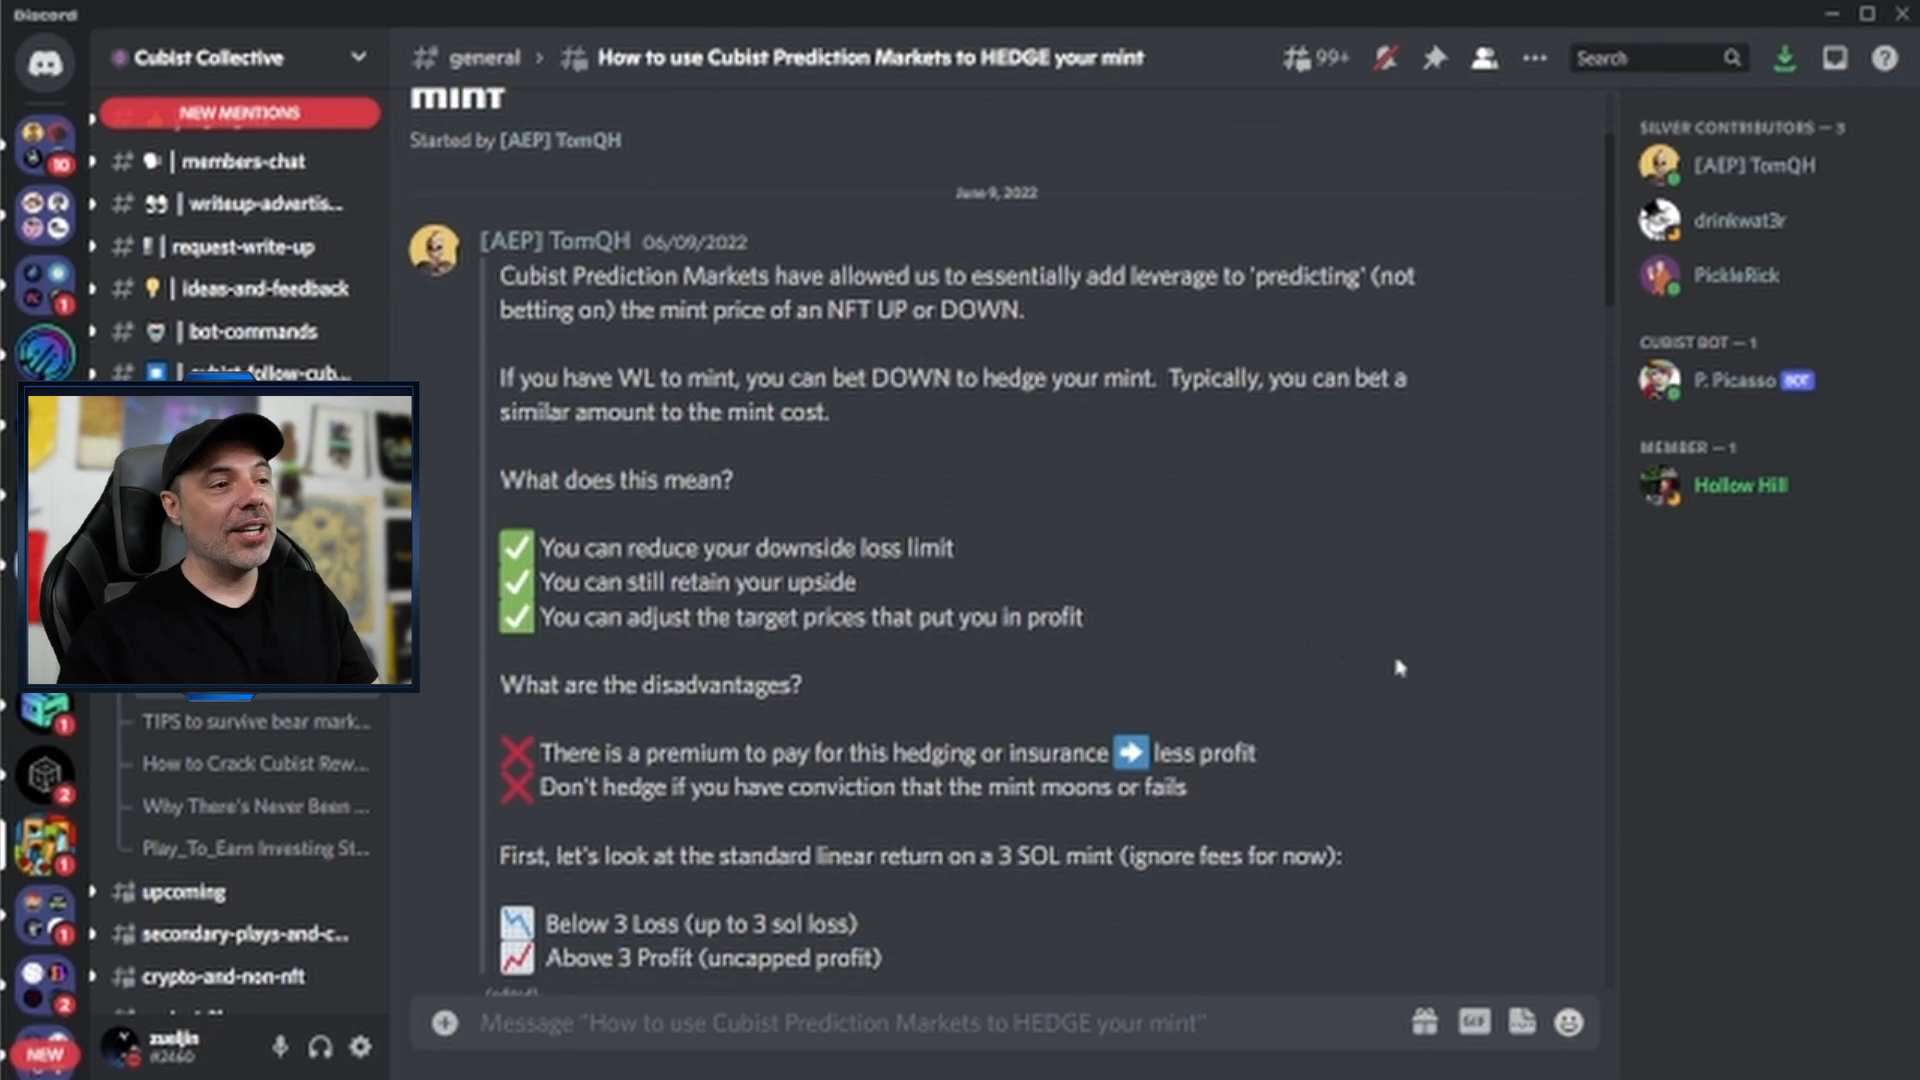 Discord
Cubist Collective
general › How to use Cubist Prediction Markets to HEDGE your mint
99+
Search
NEW MENTIONS
members-chat
writeup-advertis...
request-write-up
ideas-and-feedback
bot-commands
TIPS to survive bear mark...
How to Crack Cubist Rew...
Why There's Never Been ...
Play_To_Earn Investing St...
upcoming
secondary-plays-and-c...
crypto-and-non-nft
10
1
1
2
1
1
2
NEW
zueljin
#2460
mint
Started by [AEP] TomQH
June 9, 2022
[AEP] TomQH 06/09/2022
Cubist Prediction Markets have allowed us to essentially add leverage to 'predicting' (not
betting on) the mint price of an NFT UP or DOWN.
If you have WL to mint, you can bet DOWN to hedge your mint. Typically, you can bet a
similar amount to the mint cost.
What does this mean?
You can reduce your downside loss limit
You can still retain your upside
You can adjust the target prices that put you in profit
What are the disadvantages?
There is a premium to pay for this hedging or insurance ➡ less profit
Don't hedge if you have conviction that the mint moons or fails
First, let's look at the standard linear return on a 3 SOL mint (ignore fees for now):
Below 3 Loss (up to 3 sol loss)
Above 3 Profit (uncapped profit)
(edited)
Message "How to use Cubist Prediction Markets to HEDGE your mint"
GIF
SILVER CONTRIBUTORS — 3
[AEP] TomQH
drinkwat3r
PickleRick
CUBIST BOT — 1
P. Picasso BOT
MEMBER — 1
Hollow Hill